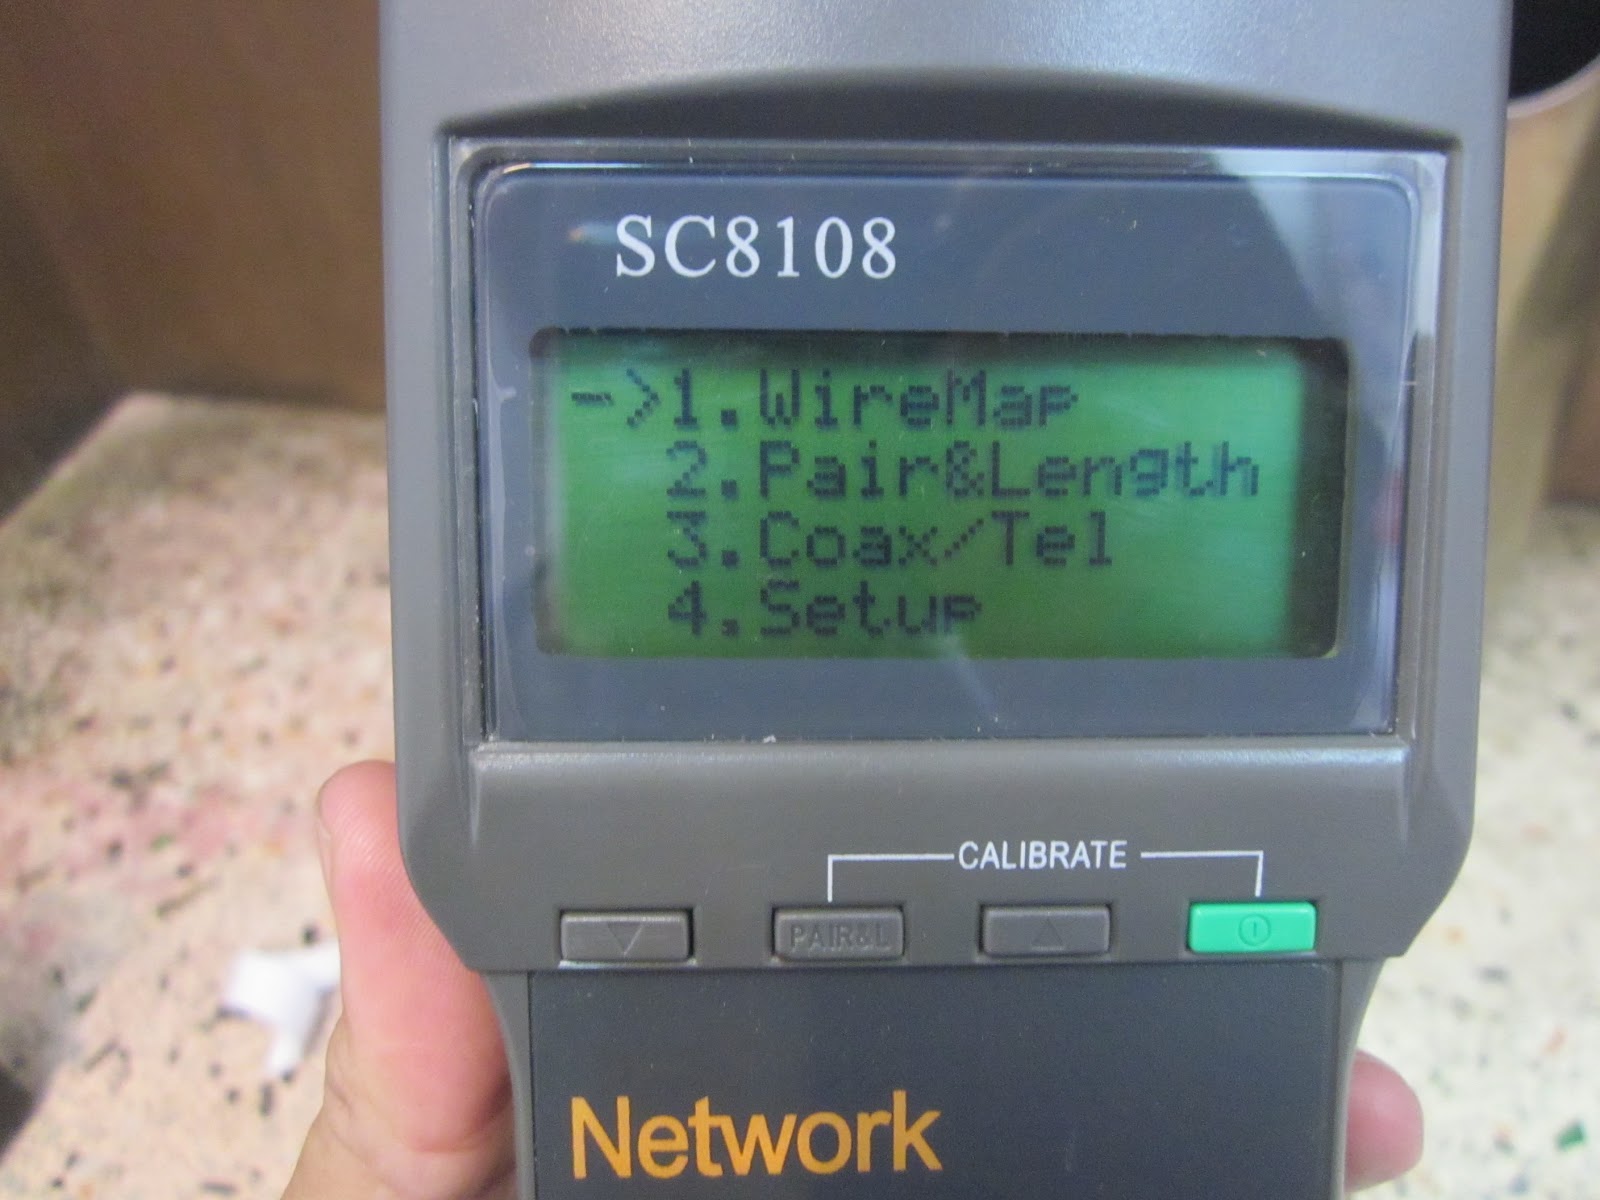 SC8108
->1.WireMap
2.Pair&Length
3.Coax/Tel
4.Setup
CALIBRATE
PAIR&L
Network